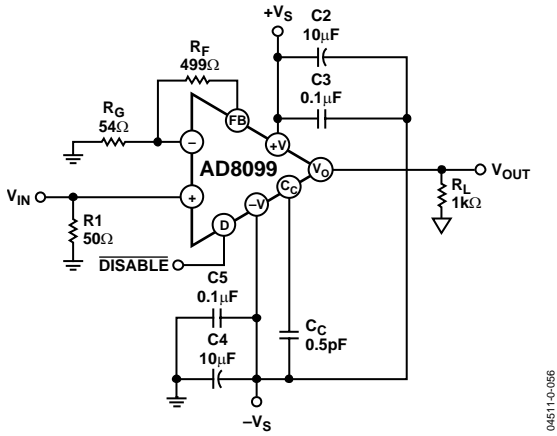 +VS
C2
10μF
RF
499Ω
C3
0.1μF
RG
54Ω
FB
+V
–
AD8099
VO
VOUT
VIN
+
CC
–V
RL
1kΩ
R1
50Ω
D
DISABLE
C5
0.1μF
CC
0.5pF
C4
10μF
–VS
04511-0-056